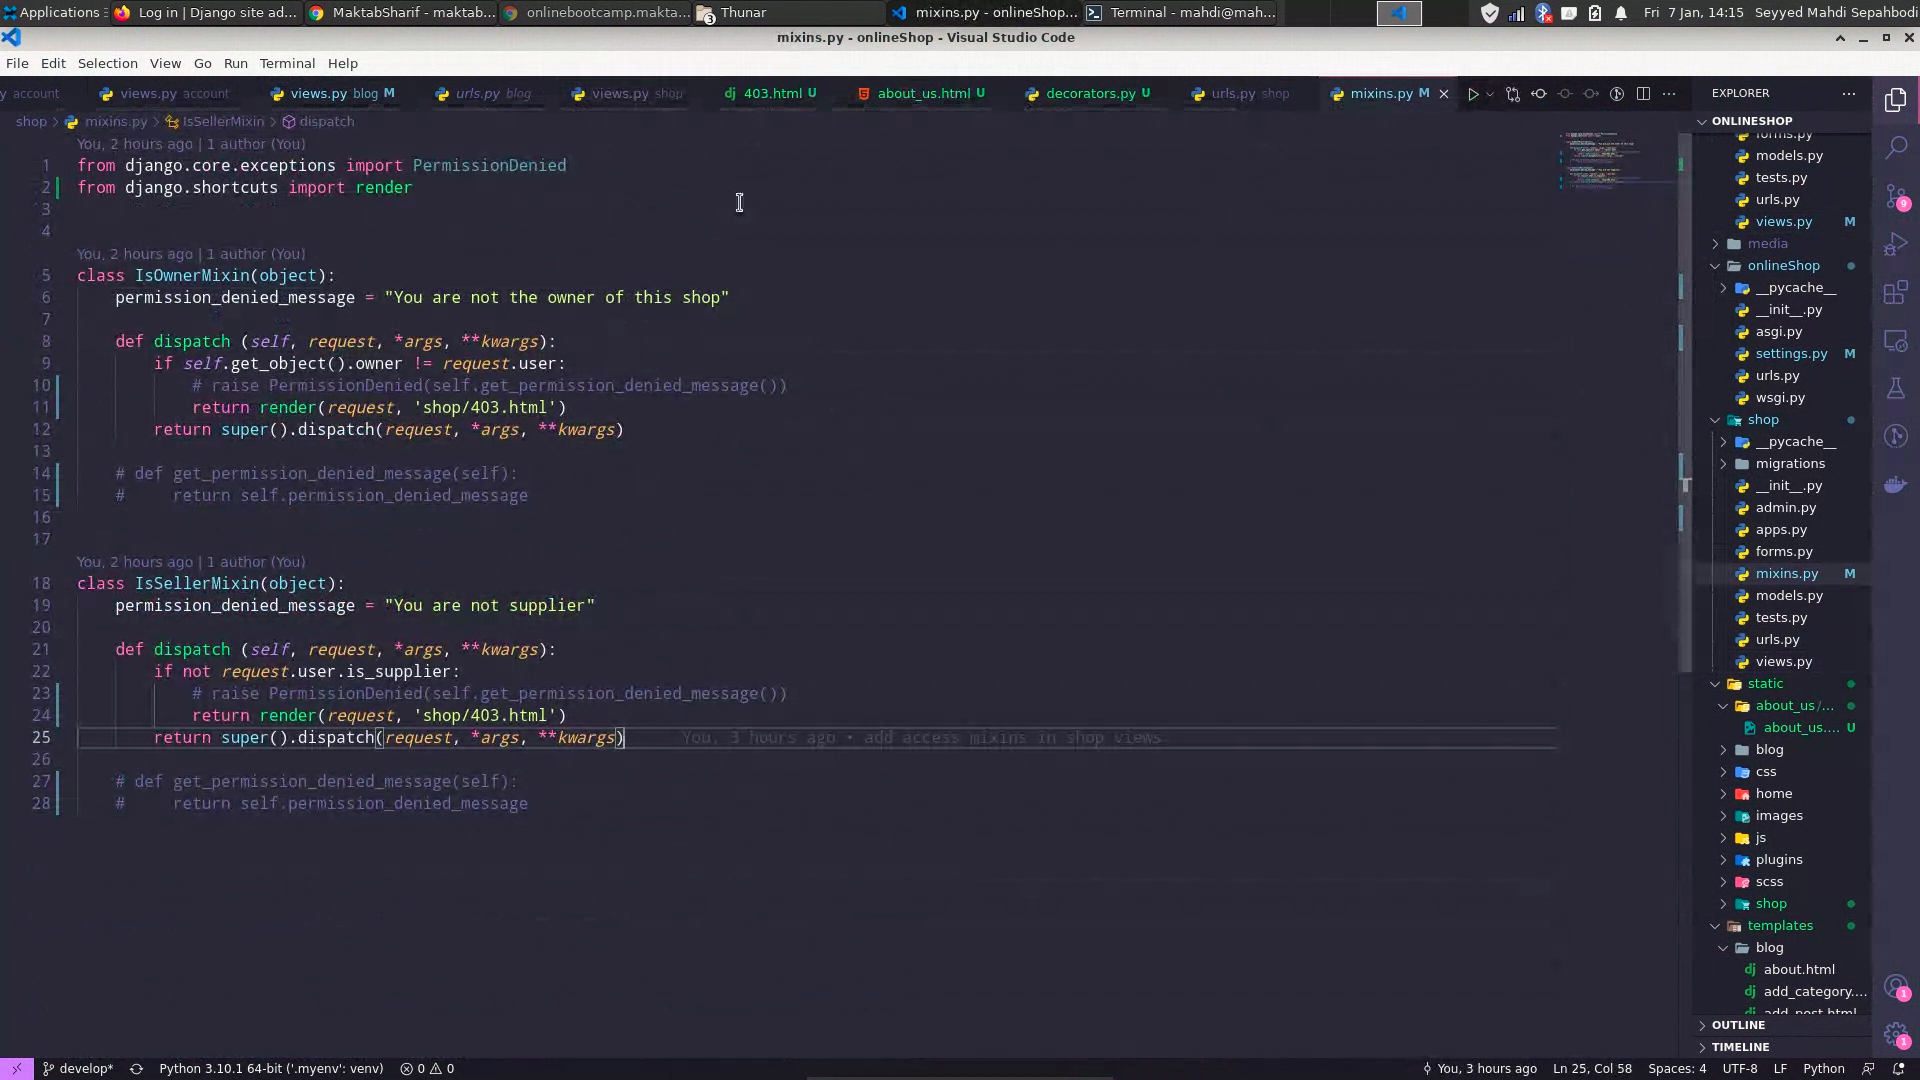 Applications
Log in | Django site ad...
MaktabSharif - maktab...
onlinebootcamp.makta...
3
Thunar
mixins.py - onlineShop...
Terminal - mahdi@mah...
Fri 7 Jan, 14:15
Seyyed Mahdi Sepahbodi
mixins.py - onlineShop - Visual Studio Code
File Edit Selection View Go Run Terminal Help
account
views.py account
views.py blog M
urls.py blog
views.py shop
dj 403.html U
about_us.html U
decorators.py U
urls.py shop
mixins.py M
EXPLORER
shop > mixins.py > IsSellerMixin > dispatch
You, 2 hours ago | 1 author (You)
1 from django.core.exceptions import PermissionDenied
2 from django.shortcuts import render
3
4
You, 2 hours ago | 1 author (You)
5 class IsOwnerMixin(object):
6 permission_denied_message = "You are not the owner of this shop"
7
8 def dispatch (self, request, *args, **kwargs):
9 if self.get_object().owner != request.user:
10 # raise PermissionDenied(self.get_permission_denied_message())
11 return render(request, 'shop/403.html')
12 return super().dispatch(request, *args, **kwargs)
13
14 # def get_permission_denied_message(self):
15 # return self.permission_denied_message
16
17
You, 2 hours ago | 1 author (You)
18 class IsSellerMixin(object):
19 permission_denied_message = "You are not supplier"
20
21 def dispatch (self, request, *args, **kwargs):
22 if not request.user.is_supplier:
23 # raise PermissionDenied(self.get_permission_denied_message())
24 return render(request, 'shop/403.html')
25 return super().dispatch(request, *args, **kwargs) You, 3 hours ago • add access mixins in shop views
26
27 # def get_permission_denied_message(self):
28 # return self.permission_denied_message
ONLINESHOP
forms.py
models.py
tests.py
urls.py
views.py M
media
onlineShop
__pycache__
__init__.py
asgi.py
settings.py M
urls.py
wsgi.py
shop
__pycache__
migrations
__init__.py
admin.py
apps.py
forms.py
mixins.py M
models.py
tests.py
urls.py
views.py
static
about_us/...
about_us.... U
blog
css
home
images
js
plugins
scss
shop
templates
blog
dj about.html
dj add_category....
dj add_post.html
OUTLINE
TIMELINE
9
1
1
develop*
Python 3.10.1 64-bit ('.myenv': venv)
0 0
You, 3 hours ago
Ln 25, Col 58
Spaces: 4
UTF-8
LF
Python